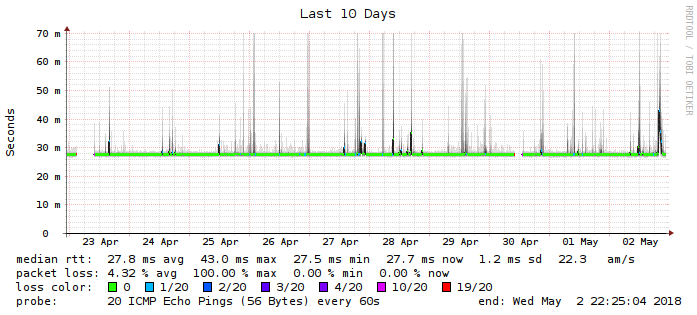 Last 10 Days
RRDTOOL / TOBI OETIKER
Seconds
70 m
60 m
50 m
40 m
30 m
20 m
10 m
0
23 Apr 24 Apr 25 Apr 26 Apr 27 Apr 28 Apr 29 Apr 30 Apr 01 May 02 May
median rtt: 27.8 ms avg 43.0 ms max 27.5 ms min 27.7 ms now 1.2 ms sd 22.3 am/s
packet loss: 4.32 % avg 100.00 % max 0.00 % min 0.00 % now
loss color: 0 1/20 2/20 3/20 4/20 10/20 19/20
probe: 20 ICMP Echo Pings (56 Bytes) every 60s end: Wed May 2 22:25:04 2018